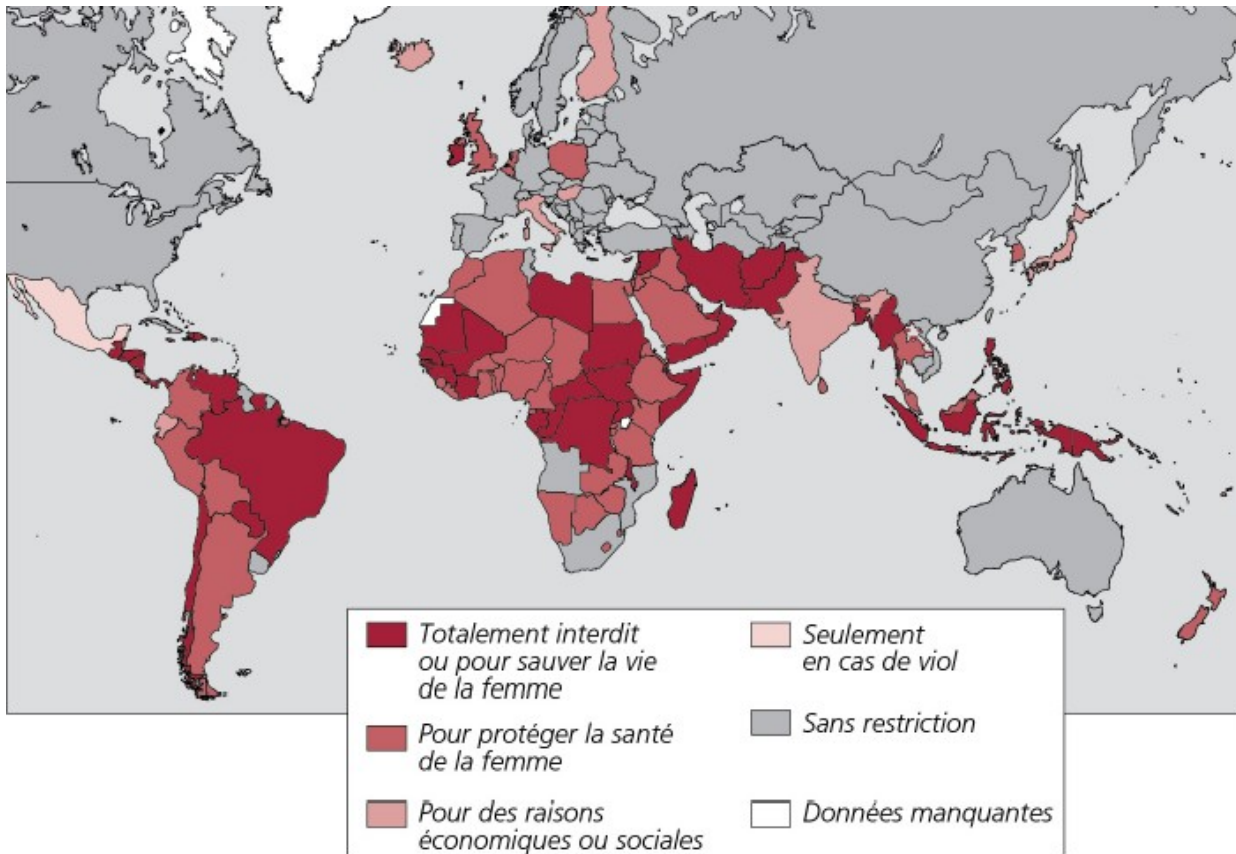 Totalement interdit
ou pour sauver la vie
de la femme
Pour protéger la santé
de la femme
Pour des raisons
économiques ou sociales
Seulement
en cas de viol
Sans restriction
Données manquantes